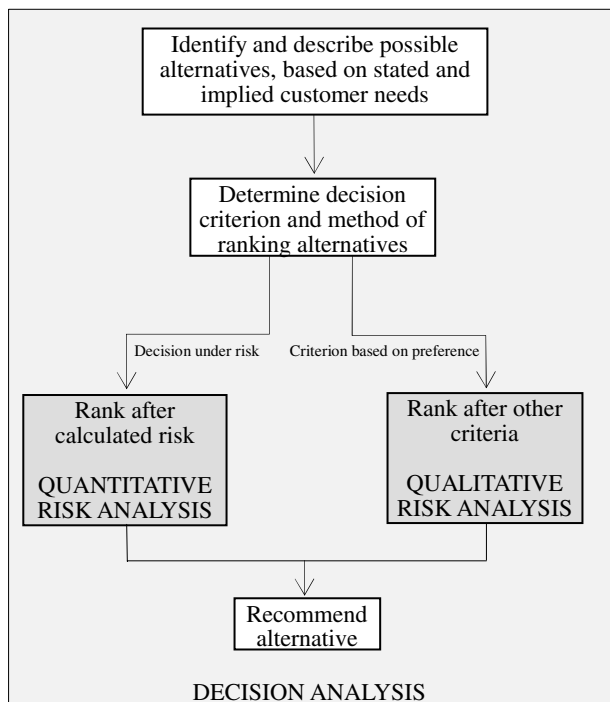 Identify and describe possible
alternatives, based on stated and
implied customer needs
Determine decision
criterion and method of
ranking alternatives
Decision under risk
Criterion based on preference
Rank after
calculated risk
QUANTITATIVE
RISK ANALYSIS
Rank after other
criteria
QUALITATIVE
RISK ANALYSIS
Recommend
alternative
DECISION ANALYSIS